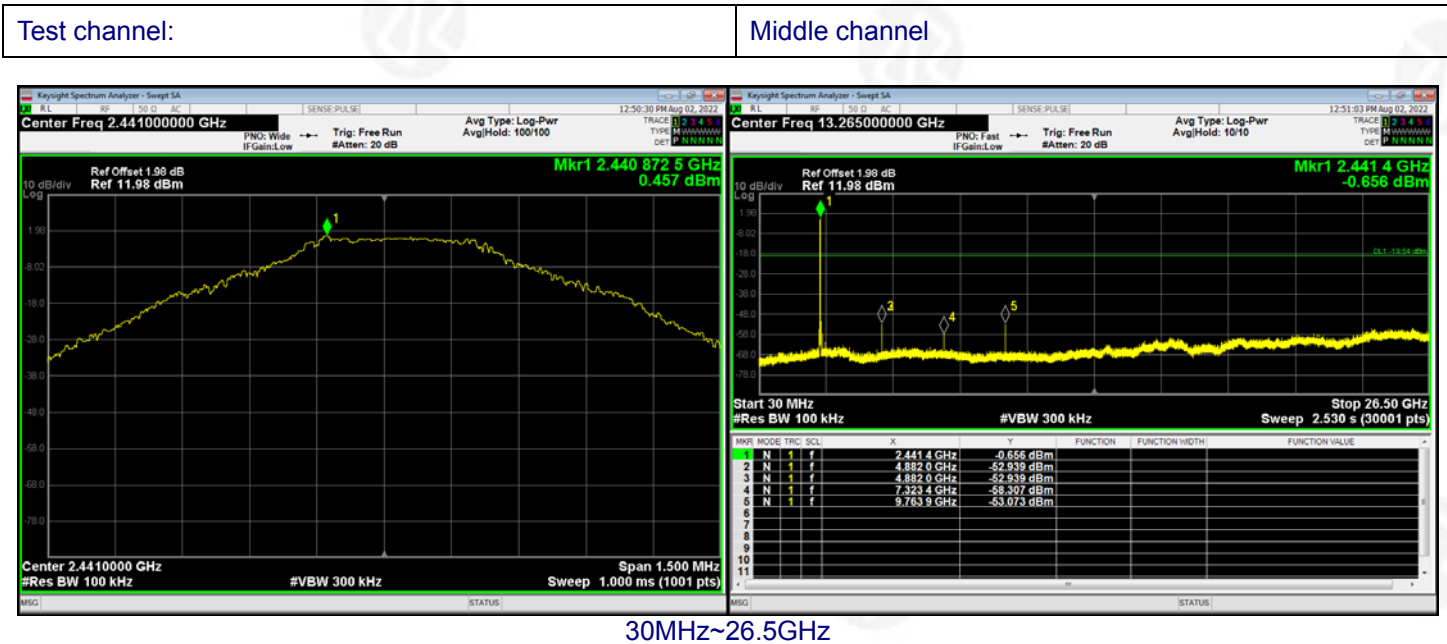 Test channel: Middle channel
Keysight Spectrum Analyzer - Swept SA
RL RF 50 Ω AC SENSE:PULSE 12:50:30 PM Aug 02, 2022
Center Freq 2.441000000 GHz
PNO: Wide
IFGain:Low
Trig: Free Run
#Atten: 20 dB
Avg Type: Log-Pwr
Avg|Hold: 100/100
TRACE 1 2 3 4 5 6
TYPE M WWWWW
DET P N N N N N
Mkr1 2.440 872 5 GHz
0.457 dBm
Ref Offset 1.98 dB
10 dB/div Ref 11.98 dBm
Log
1
1.98
-8.02
-18.0
-28.0
-38.0
-48.0
-58.0
-68.0
-78.0
Center 2.4410000 GHz Span 1.500 MHz
#Res BW 100 kHz #VBW 300 kHz Sweep 1.000 ms (1001 pts)
MSG STATUS
Keysight Spectrum Analyzer - Swept SA
RL RF 50 Ω AC SENSE:PULSE 12:51:03 PM Aug 02, 2022
Center Freq 13.265000000 GHz
PNO: Fast
IFGain:Low
Trig: Free Run
#Atten: 20 dB
Avg Type: Log-Pwr
Avg|Hold: 10/10
TRACE 1 2 3 4 5 6
TYPE M WWWWW
DET P N N N N N
Mkr1 2.441 4 GHz
-0.656 dBm
Ref Offset 1.98 dB
10 dB/div Ref 11.98 dBm
Log
1
1.98
-8.02
-18.0
DL1 -19.54 dBm
-28.0
-38.0
3 4 5
-48.0
-58.0
-68.0
-78.0
Start 30 MHz Stop 26.50 GHz
#Res BW 100 kHz #VBW 300 kHz Sweep 2.530 s (30001 pts)
MKR MODE TRC SCL X Y FUNCTION FUNCTION WIDTH FUNCTION VALUE
1 N 1 f 2.441 4 GHz -0.656 dBm
2 N 1 f 4.882 0 GHz -52.939 dBm
3 N 1 f 4.882 0 GHz -52.939 dBm
4 N 1 f 7.323 4 GHz -58.307 dBm
5 N 1 f 9.763 9 GHz -53.073 dBm
6
7
8
9
10
11
MSG STATUS
30MHz~26.5GHz